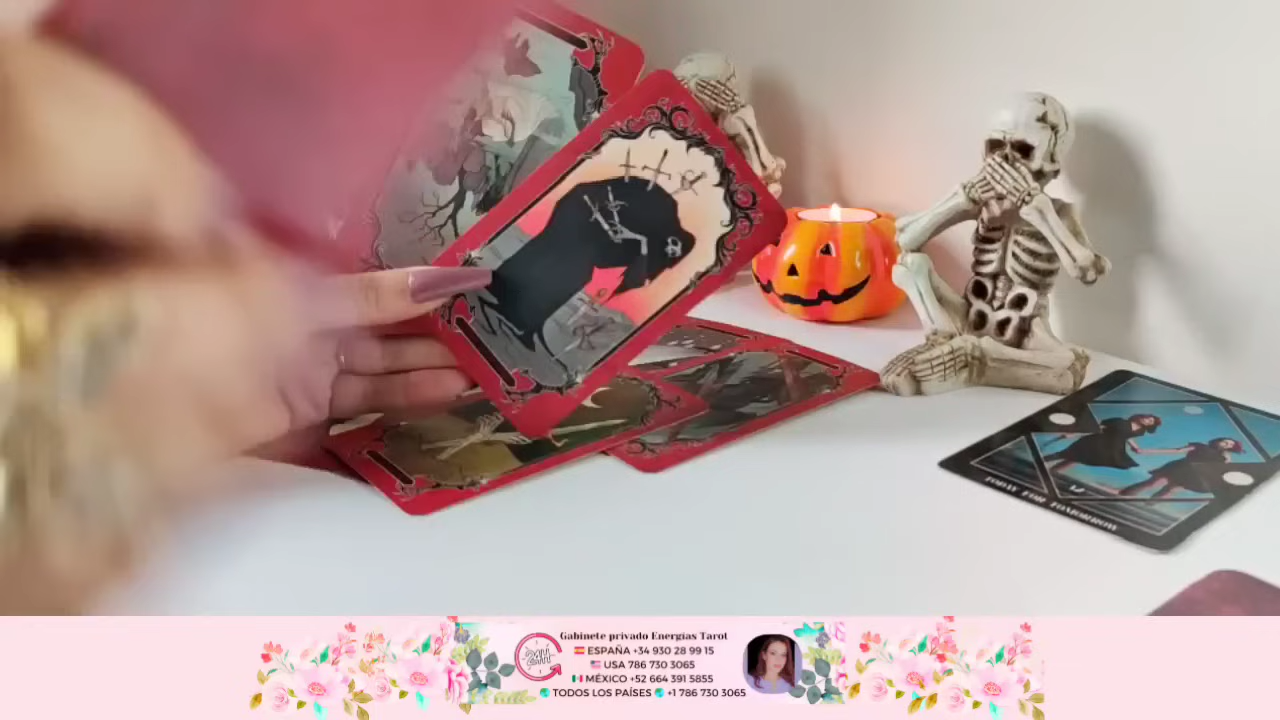 TODAY FOR TOMORROW
Gabinete privado Energías Tarot
24H
ESPAÑA +34 930 28 99 15
USA 786 730 3065
MÉXICO +52 664 391 5855
TODOS LOS PAÍSES +1 786 730 3065